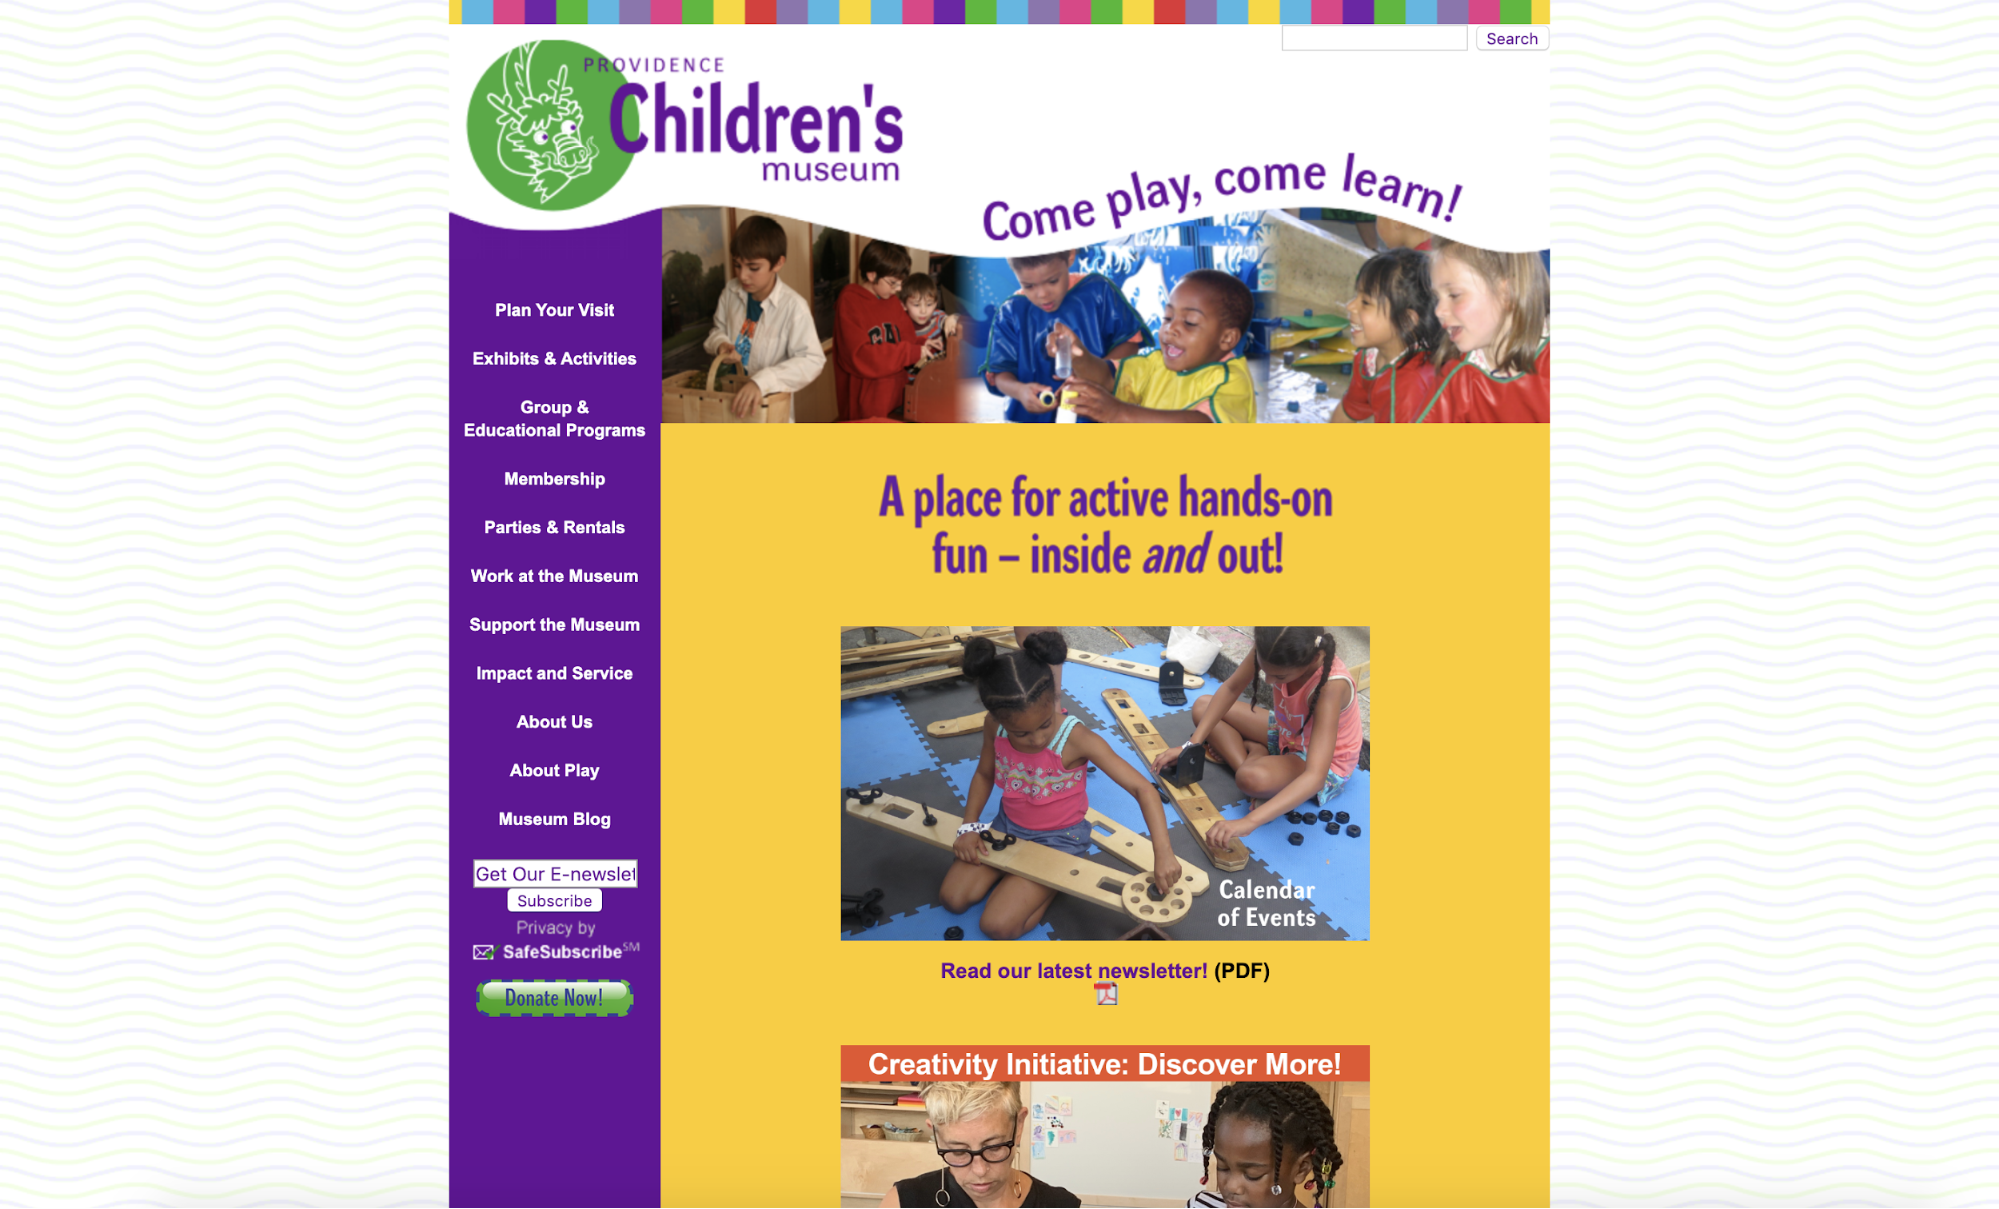 Search
PROVIDENCE
Children's
museum
Come play, come learn!
Plan Your Visit
Exhibits & Activities
Group &
Educational Programs
Membership
Parties & Rentals
Work at the Museum
Support the Museum
Impact and Service
About Us
About Play
Museum Blog
Get Our E-newslet
Subscribe
Privacy by
SafeSubscribe℠
Donate Now!
A place for active hands-on
fun – inside and out!
Calendar
of Events
Read our latest newsletter! (PDF)
Creativity Initiative: Discover More!